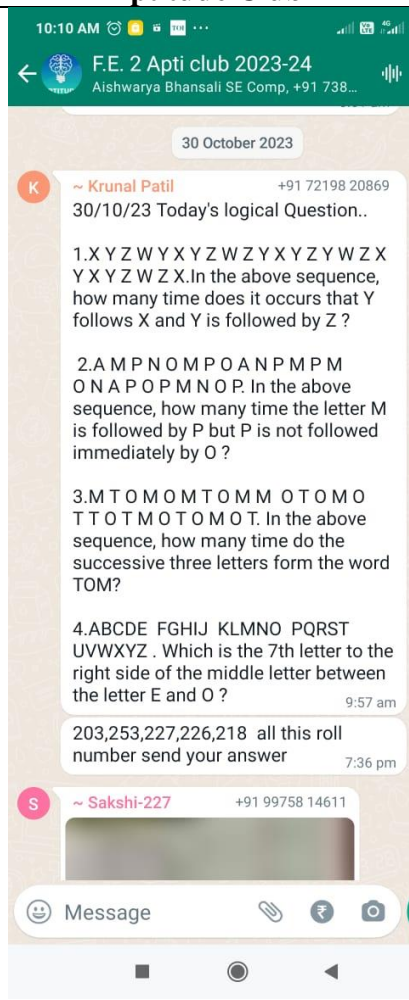 10:10 AM
F.E. 2 Apti club 2023-24
Aishwarya Bhansali SE Comp, +91 738...
30 October 2023
K
~ Krunal Patil +91 72198 20869
30/10/23 Today's logical Question..
1.X Y Z W Y X Y Z W Z Y X Y Z Y W Z X
Y X Y Z W Z X.In the above sequence,
how many time does it occurs that Y
follows X and Y is followed by Z ?
2.A M P N O M P O A N P M P M
O N A P O P M N O P. In the above
sequence, how many time the letter M
is followed by P but P is not followed
immediately by O ?
3.M T O M O M T O M M O T O M O
T T O T M O T O M O T. In the above
sequence, how many time do the
successive three letters form the word
TOM?
4.ABCDE FGHIJ KLMNO PQRST
UVWXYZ . Which is the 7th letter to the
right side of the middle letter between
the letter E and O ?
9:57 am
203,253,227,226,218 all this roll
number send your answer
7:36 pm
S
~ Sakshi-227 +91 99758 14611
Message